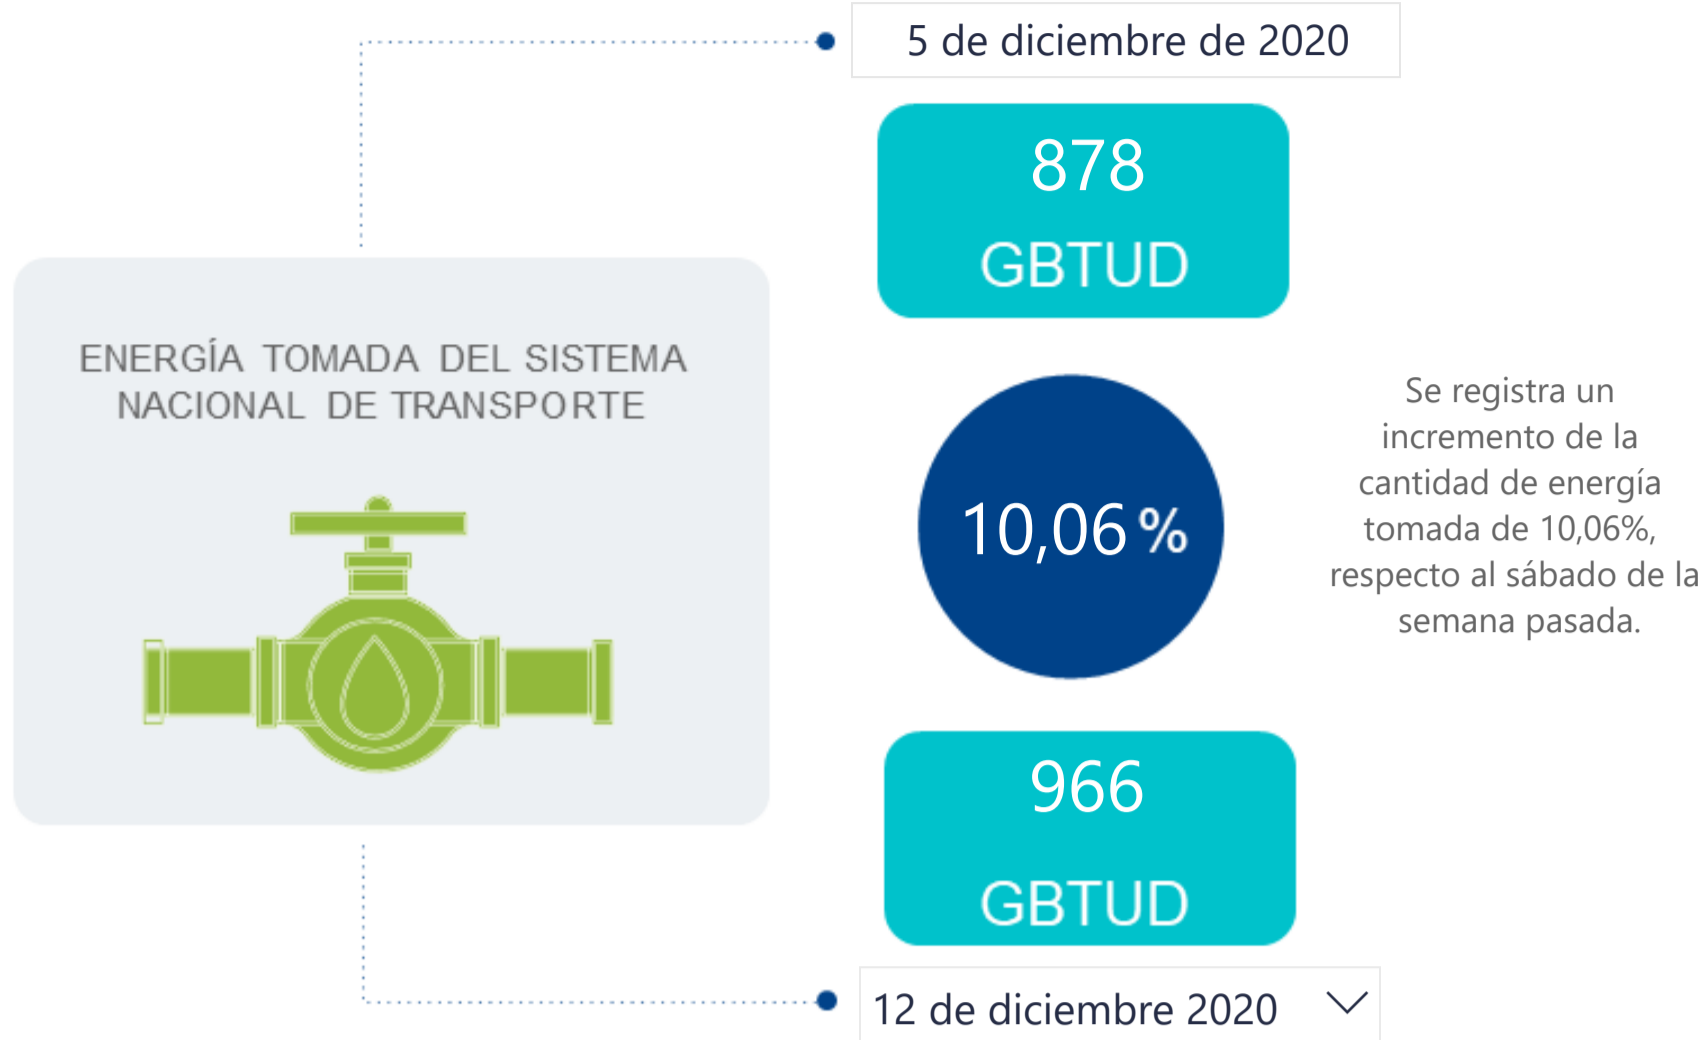 5 de diciembre de 2020
878
GBTUD
ENERGÍA TOMADA DEL SISTEMA
NACIONAL DE TRANSPORTE
10,06 %
Se registra un
incremento de la
cantidad de energía
tomada de 10,06%,
respecto al sábado de la
semana pasada.
966
GBTUD
12 de diciembre 2020